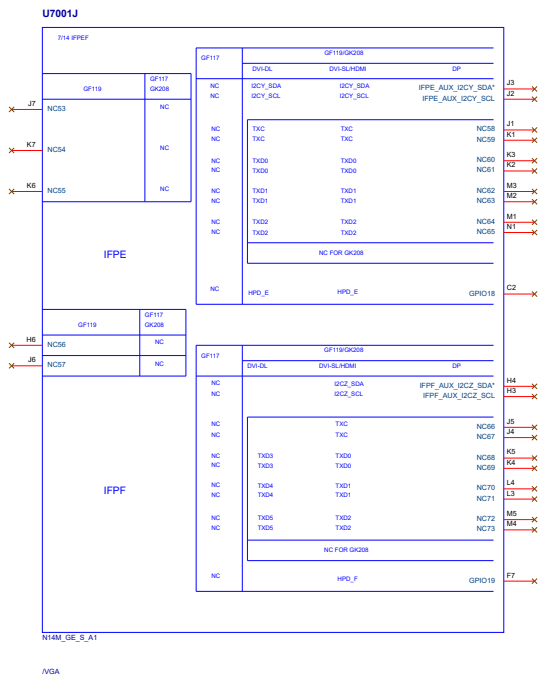 U7001J
7/14 IFPEF
GF117 GF119/GK208
DVI-DL DVI-SL/HDMI DP
GF119 GF117 GK208
NC I2CY_SDA I2CY_SDA IFPE_AUX_I2CY_SDA* J3
NC I2CY_SCL I2CY_SCL IFPE_AUX_I2CY_SCL J2
J7 NC53 NC
NC TXC TXC NC58 J1
NC TXC TXC NC59 K1
K7 NC54 NC
NC TXD0 TXD0 NC60 K3
NC TXD0 TXD0 NC61 K2
K6 NC55 NC
NC TXD1 TXD1 NC62 M3
NC TXD1 TXD1 NC63 M2
NC TXD2 TXD2 NC64 M1
NC TXD2 TXD2 NC65 N1
IFPE
NC FOR GK208
NC HPD_E HPD_E GPIO18 C2
GF119 GF117 GK208
H6 NC56 NC
J6 NC57 NC
GF117 GF119/GK208
DVI-DL DVI-SL/HDMI DP
NC I2CZ_SDA IFPF_AUX_I2CZ_SDA* H4
NC I2CZ_SCL IFPF_AUX_I2CZ_SCL H3
NC TXC NC66 J5
NC TXC NC67 J4
NC TXD3 TXD0 NC68 K5
NC TXD3 TXD0 NC69 K4
NC TXD4 TXD1 NC70 L4
NC TXD4 TXD1 NC71 L3
IFPF
NC TXD5 TXD2 NC72 M5
NC TXD5 TXD2 NC73 M4
NC FOR GK208
NC HPD_F GPIO19 F7
N14M_GE_S_A1
/VGA